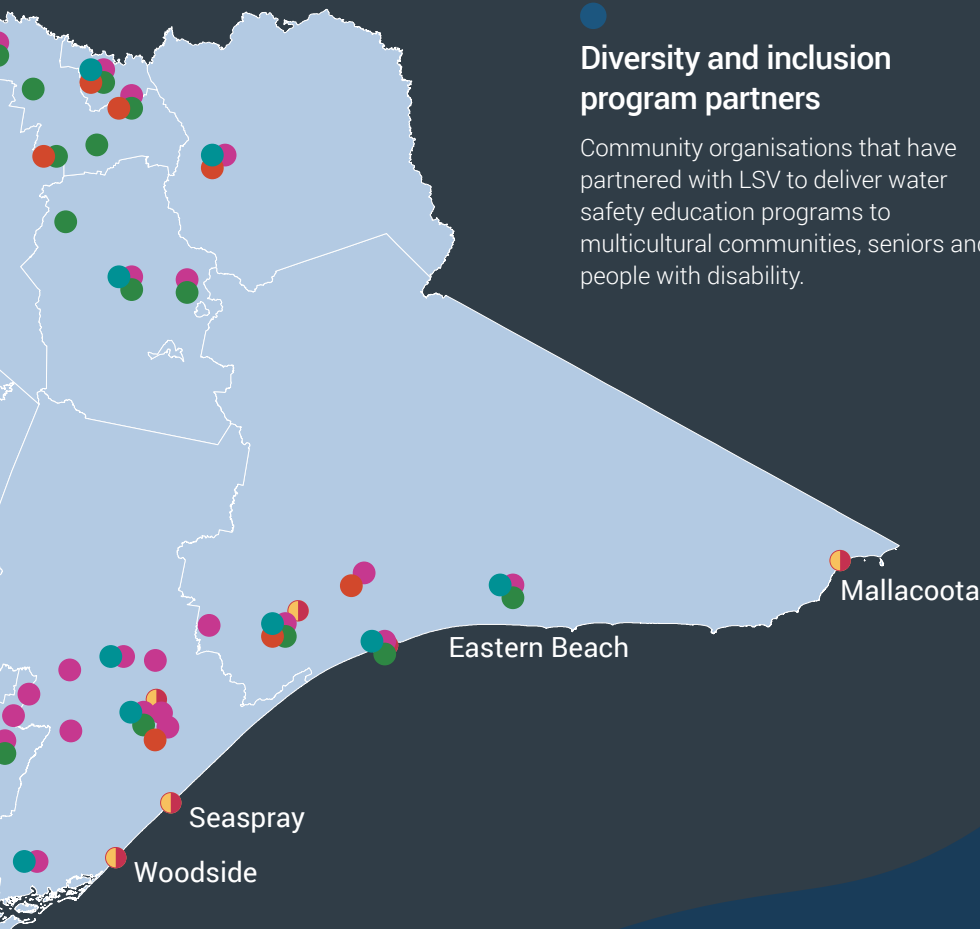 Diversity and inclusion
program partners
Community organisations that have
partnered with LSV to deliver water
safety education programs to
multicultural communities, seniors and
people with disability.
Mallacoota
Eastern Beach
Seaspray
Woodside